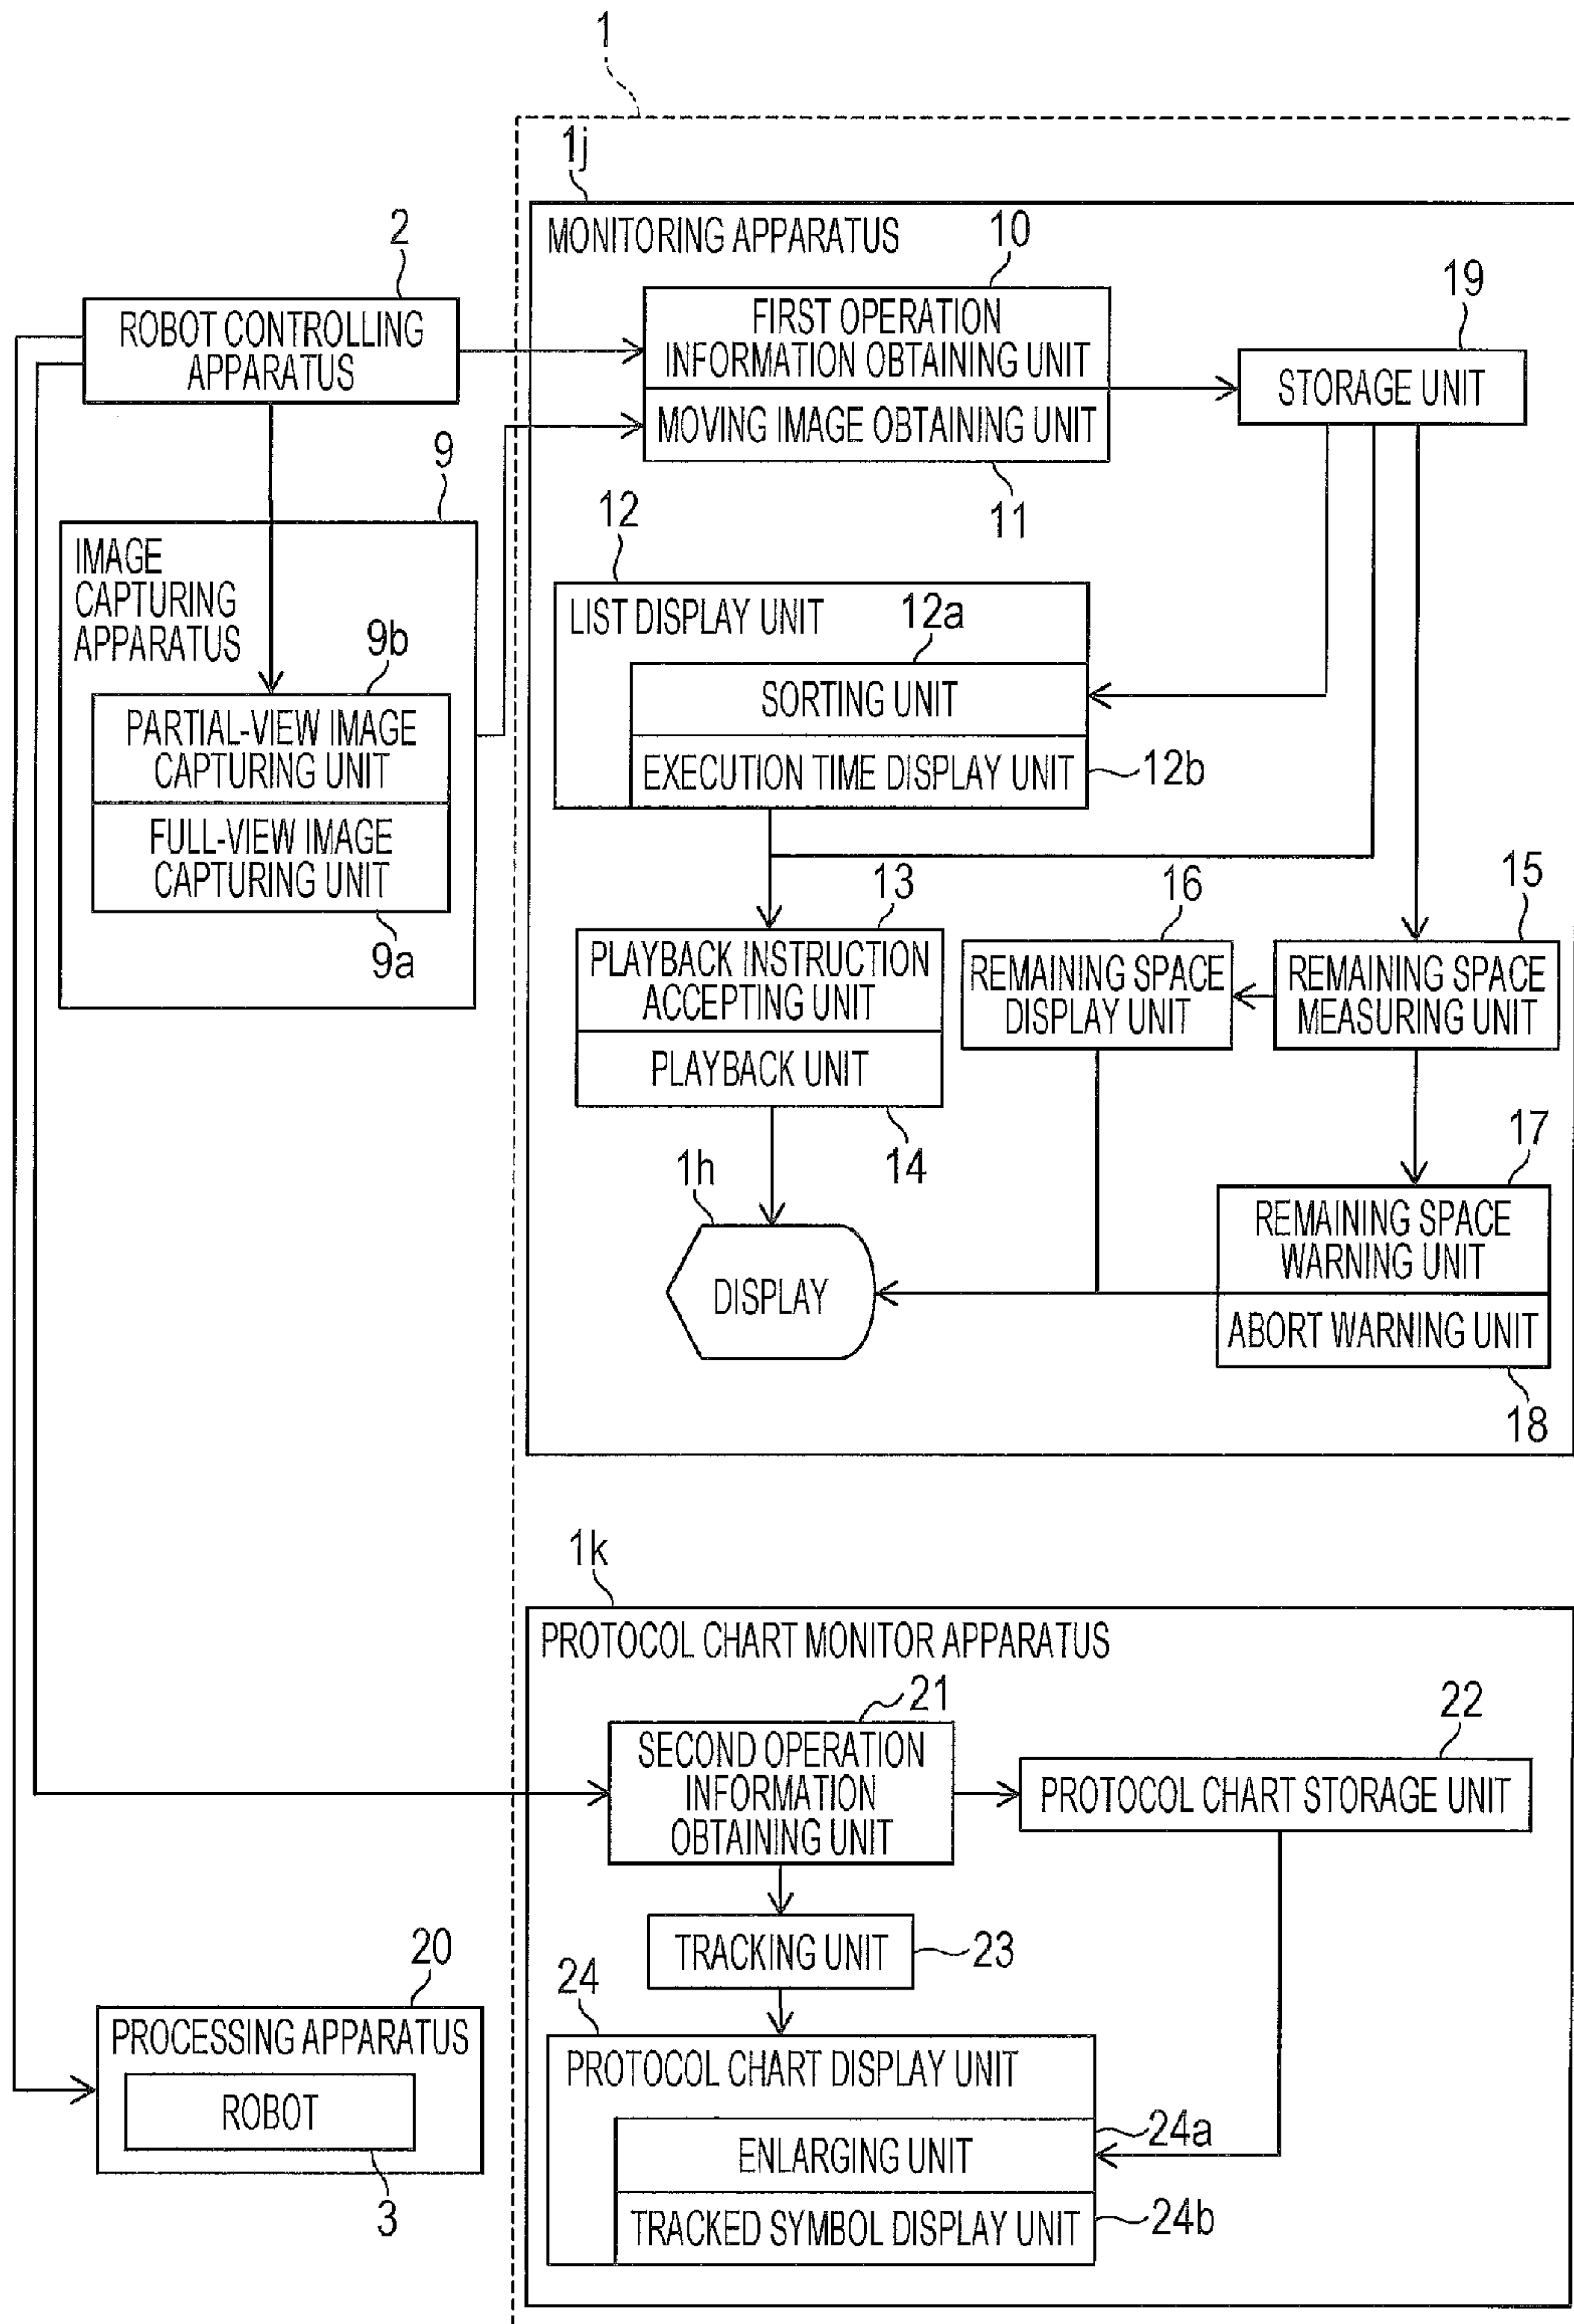 1
1j
MONITORING APPARATUS
10
2
19
ROBOT CONTROLLING
APPARATUS
FIRST OPERATION
INFORMATION OBTAINING UNIT
MOVING IMAGE OBTAINING UNIT
11
STORAGE UNIT
9
IMAGE
CAPTURING
APPARATUS
9b
PARTIAL-VIEW IMAGE
CAPTURING UNIT
FULL-VIEW IMAGE
CAPTURING UNIT
9a
12
LIST DISPLAY UNIT
12a
SORTING UNIT
EXECUTION TIME DISPLAY UNIT
12b
13
PLAYBACK INSTRUCTION
ACCEPTING UNIT
PLAYBACK UNIT
14
16
REMAINING SPACE
DISPLAY UNIT
15
REMAINING SPACE
MEASURING UNIT
1h
DISPLAY
17
REMAINING SPACE
WARNING UNIT
ABORT WARNING UNIT
18
1k
PROTOCOL CHART MONITOR APPARATUS
21
SECOND OPERATION
INFORMATION
OBTAINING UNIT
22
PROTOCOL CHART STORAGE UNIT
TRACKING UNIT
23
20
PROCESSING APPARATUS
ROBOT
3
24
PROTOCOL CHART DISPLAY UNIT
24a
ENLARGING UNIT
TRACKED SYMBOL DISPLAY UNIT
24b